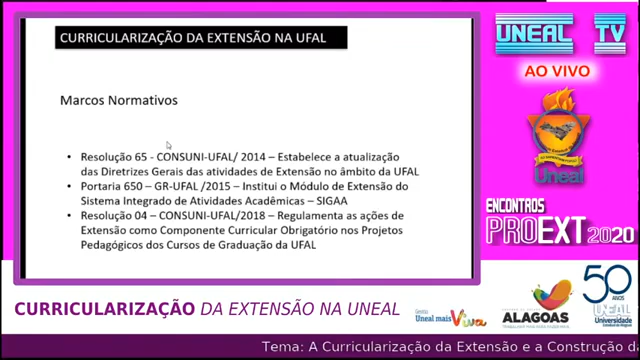 CURRICULARIZAÇÃO DA EXTENSÃO NA UFAL
Marcos Normativos
• Resolução 65 - CONSUNI-UFAL/ 2014 – Estabelece a atualização
das Diretrizes Gerais das atividades de Extensão no âmbito da UFAL
• Portaria 650 – GR-UFAL /2015 – Institui o Módulo de Extensão do
Sistema Integrado de Atividades Acadêmicas – SIGAA
• Resolução 04 – CONSUNI-UFAL/2018 – Regulamenta as ações de
Extensão como Componente Curricular Obrigatório nos Projetos
Pedagógicos dos Cursos de Graduação da UFAL
UNEAL TV
AO VIVO
Uneal
ENCONTROS
PROEXT 2020
CURRICULARIZAÇÃO DA EXTENSÃO NA UNEAL
Gestão
Uneal mais Viva
ALAGOAS
50 ANOS
UNEAL
Universidade
Tema: A Curricularização da Extensão e a Construção da